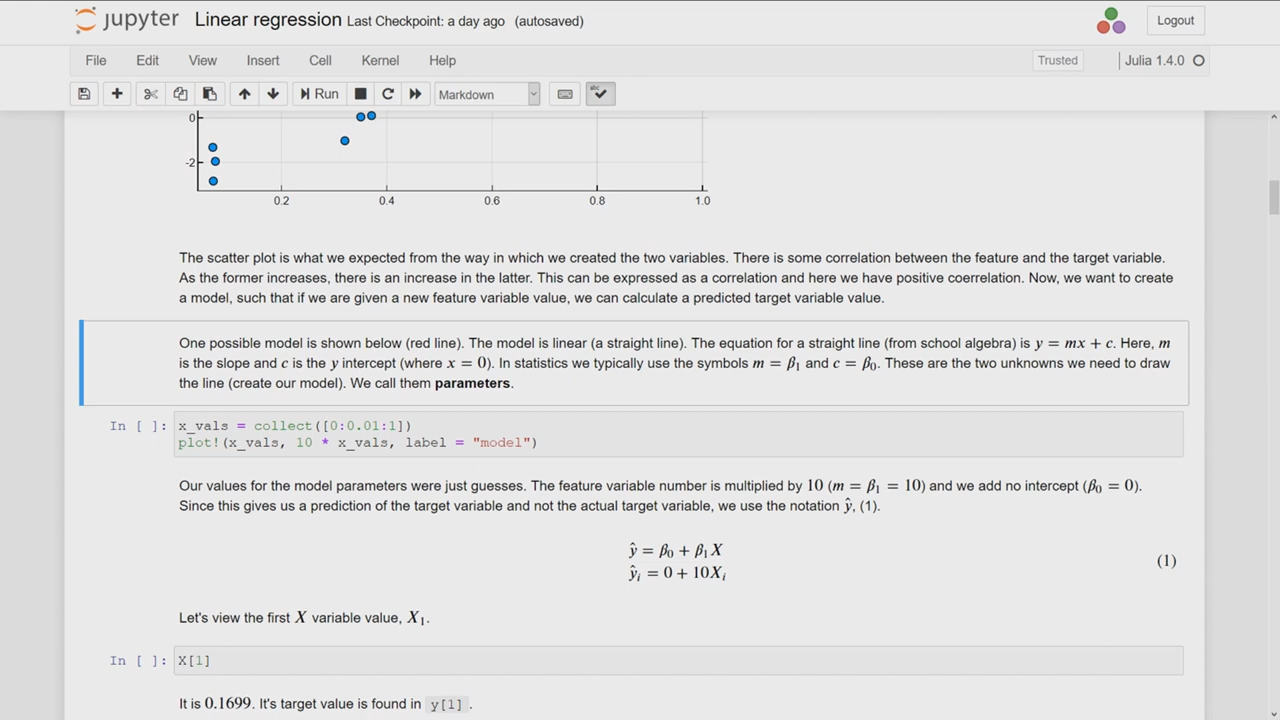 jupyter Linear regression Last Checkpoint: a day ago (autosaved) Logout
File Edit View Insert Cell Kernel Help Trusted Julia 1.4.0
Run Markdown
0
-2
0.2 0.4 0.6 0.8 1.0
The scatter plot is what we expected from the way in which we created the two variables. There is some correlation between the feature and the target variable.
As the former increases, there is an increase in the latter. This can be expressed as a correlation and here we have positive coerrelation. Now, we want to create
a model, such that if we are given a new feature variable value, we can calculate a predicted target variable value.
One possible model is shown below (red line). The model is linear (a straight line). The equation for a straight line (from school algebra) is y = mx + c. Here, m
is the slope and c is the y intercept (where x = 0). In statistics we typically use the symbols m = β₁ and c = β₀. These are the two unknowns we need to draw
the line (create our model). We call them parameters.
In [ ]: x_vals = collect([0:0.01:1])
plot!(x_vals, 10 * x_vals, label = "model")
Our values for the model parameters were just guesses. The feature variable number is multiplied by 10 (m = β₁ = 10) and we add no intercept (β₀ = 0).
Since this gives us a prediction of the target variable and not the actual target variable, we use the notation ŷ, (1).
ŷ = β₀ + β₁X
ŷᵢ = 0 + 10Xᵢ (1)
Let's view the first X variable value, X₁.
In [ ]: X[1]
It is 0.1699. It's target value is found in y[1] .